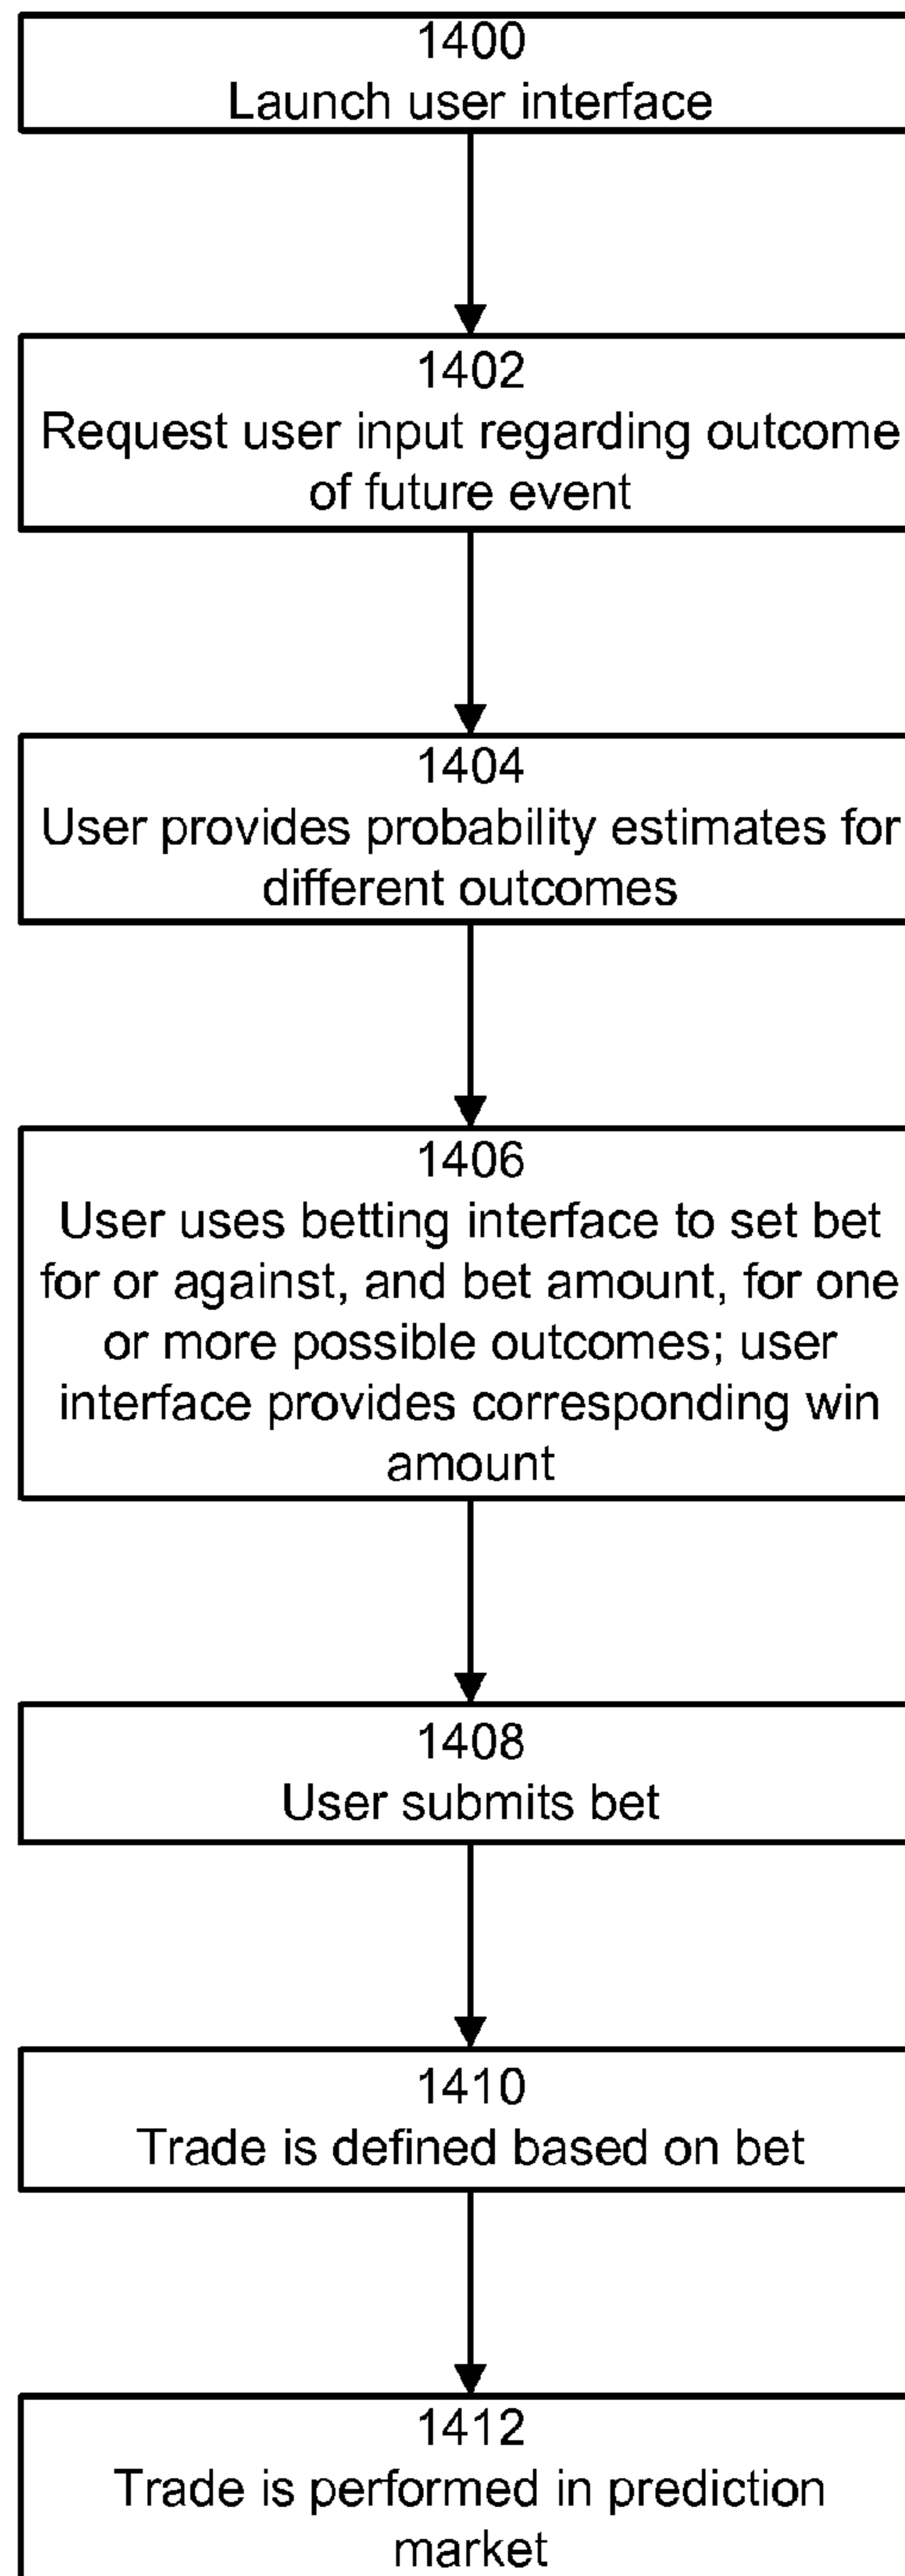 1400
Launch user interface
1402
Request user input regarding outcome
of future event
1404
User provides probability estimates for
different outcomes
1406
User uses betting interface to set bet
for or against, and bet amount, for one
or more possible outcomes; user
interface provides corresponding win
amount
1408
User submits bet
1410
Trade is defined based on bet
1412
Trade is performed in prediction
market